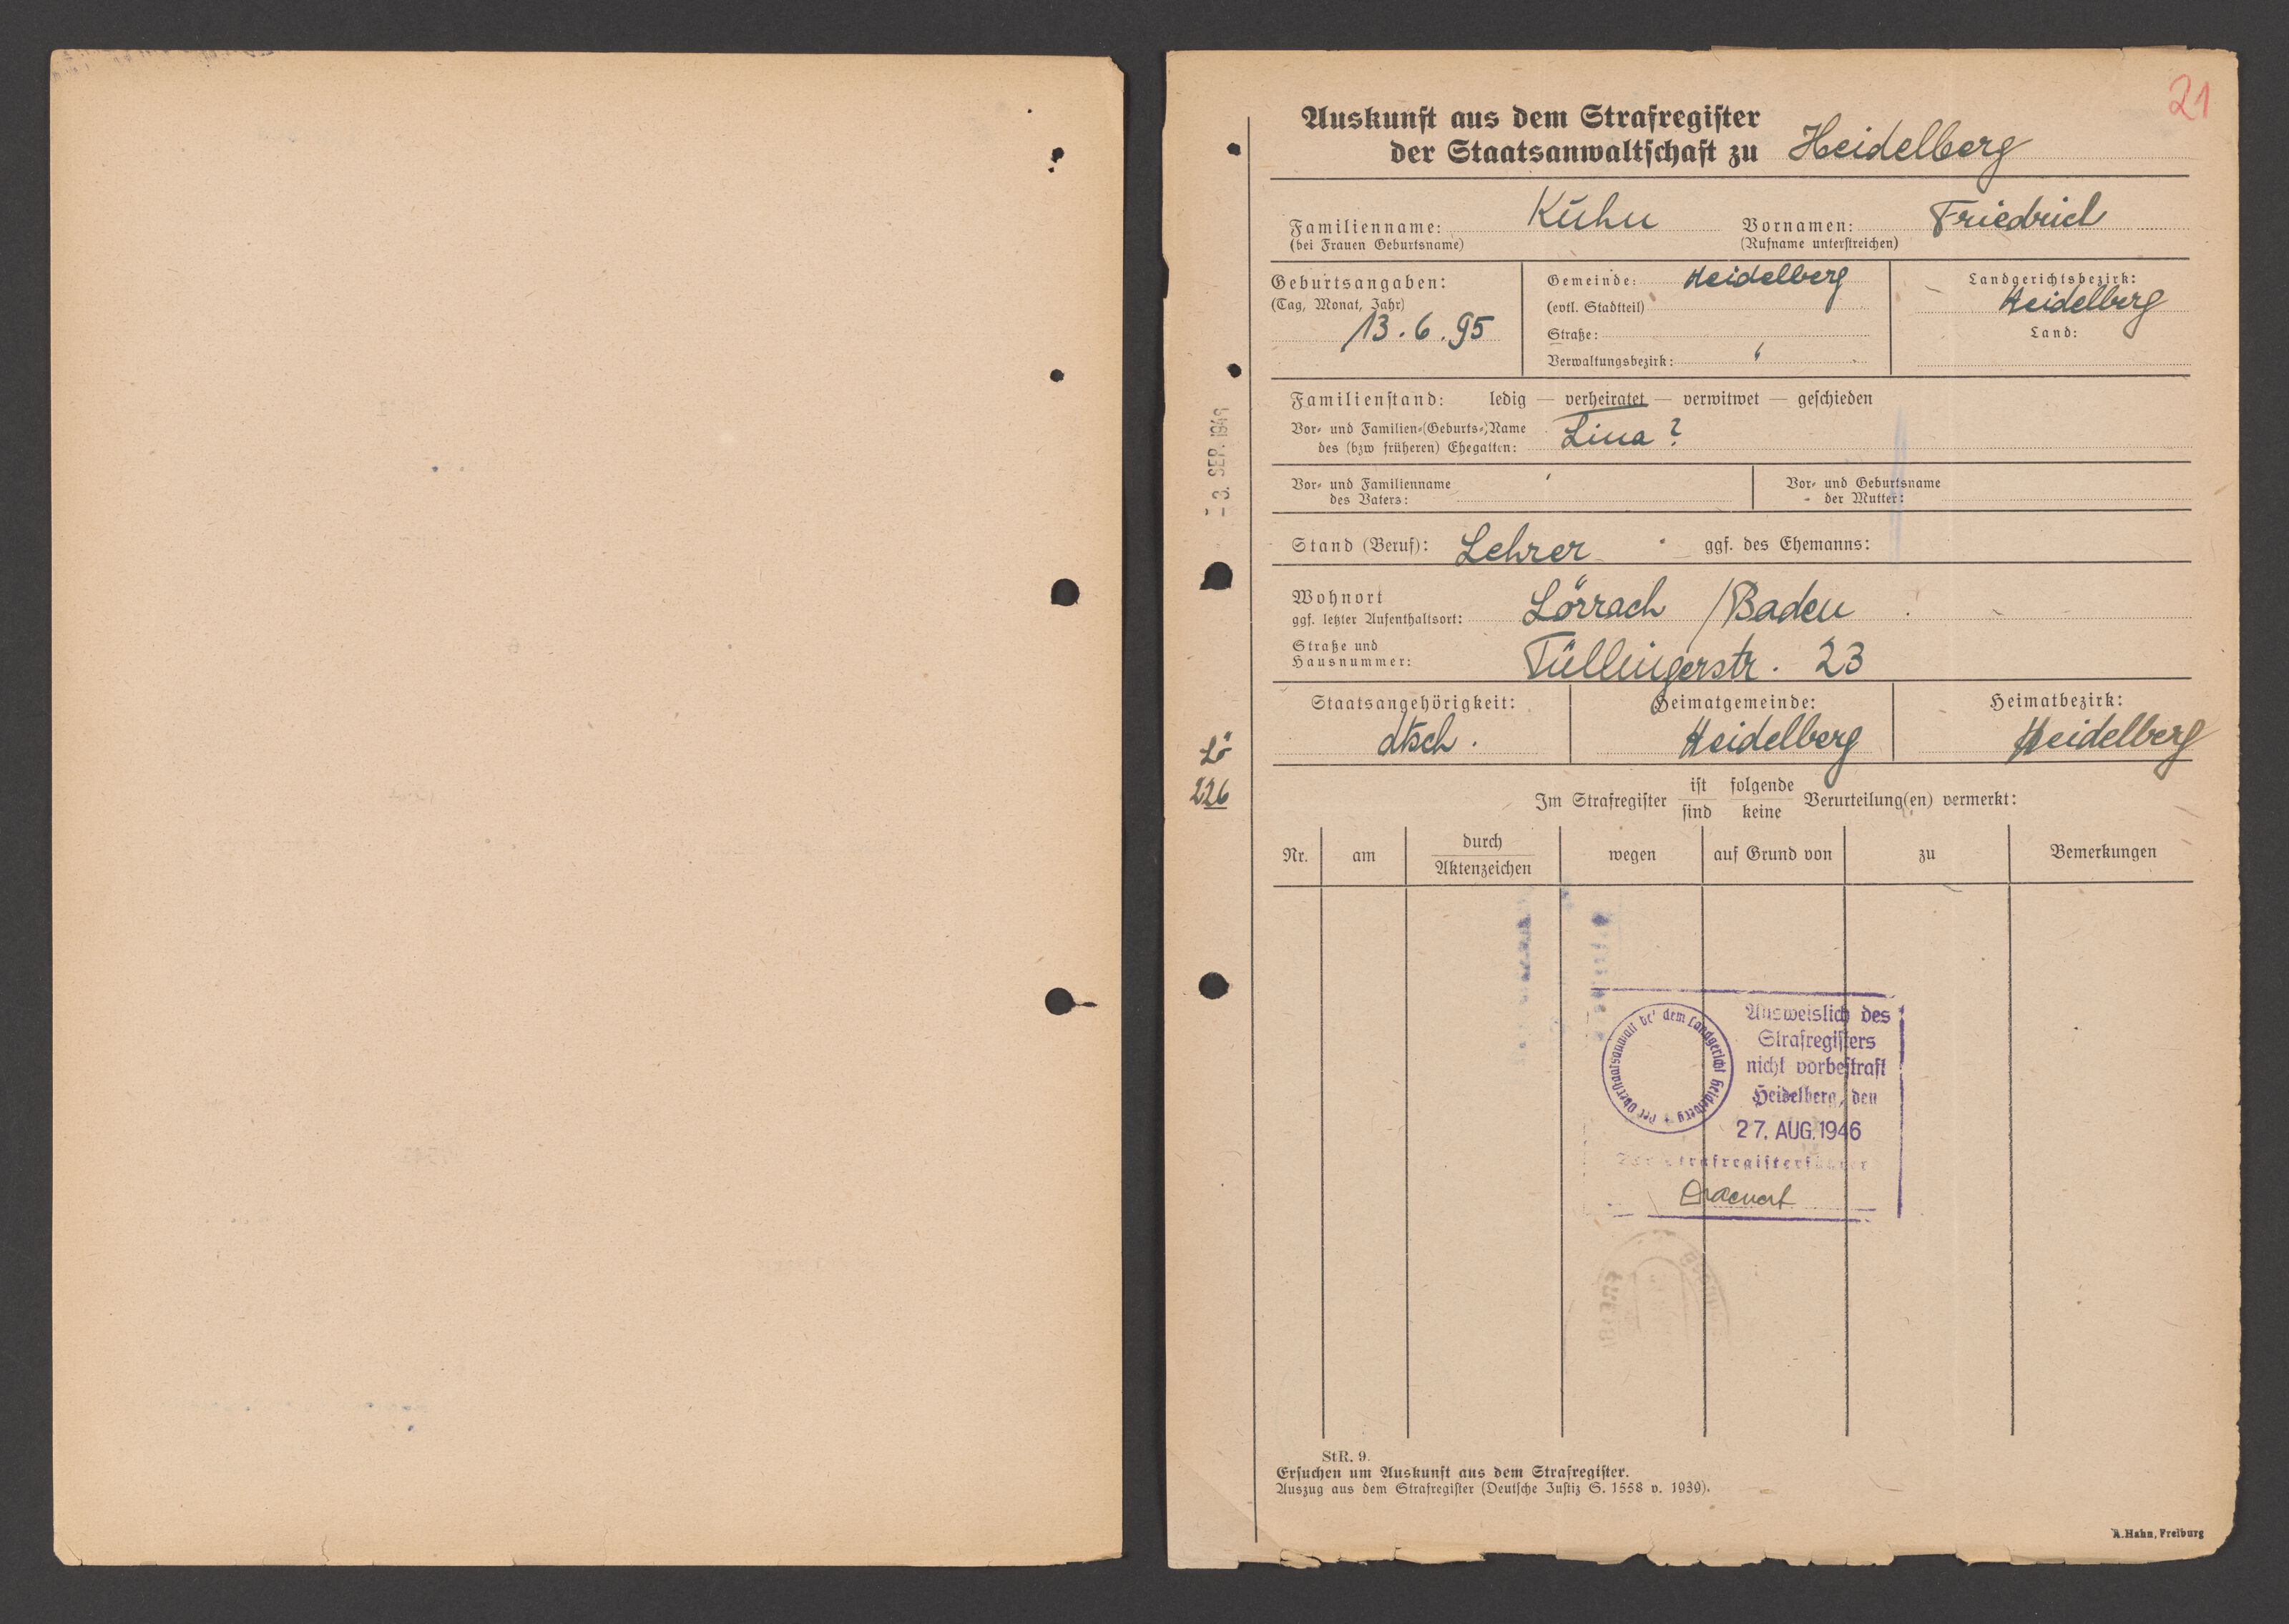 21
Auskunft aus dem Strafregister
der Staatsanwaltschaft zu Heidelberg
Familienname: Kuhn Vornamen: Friedrich
(bei Frauen Geburtsname) (Rufname unterstreichen)
Geburtsangaben:
(Tag, Monat, Jahr)
13.6.95
Gemeinde: Heidelberg
(evtl. Stadtteil)
Straße:
Verwaltungsbezirk: "
Landgerichtsbezirk:
Heidelberg
Land:
Familienstand: ledig — verheiratet — verwitwet — geschieden
Vor- und Familien-(Geburts-)Name
des (bzw früheren) Ehegatten: Lina ?
Vor- und Familienname
des Vaters:
Vor- und Geburtsname
der Mutter:
Stand (Beruf): Lehrer ggf. des Ehemanns:
Wohnort
ggf. letzter Aufenthaltsort: Lörrach / Baden
Straße und
Hausnummer: Tüllingerstr. 23
Staatsangehörigkeit: Heimatgemeinde: Heimatbezirk:
dtsch. Heidelberg Heidelberg
Im Strafregister ist/sind folgende/keine Verurteilung(en) vermerkt:
Nr. am durch/Aktenzeichen wegen auf Grund von zu Bemerkungen
Der Oberstaatsanwalt bei dem Landgericht Heidelberg
Ausweislich des
Strafregisters
nicht vorbestraft
Heidelberg, den
27. AUG. 1946
Der Strafregisterführer
StR. 9.
Ersuchen um Auskunft aus dem Strafregister.
Auszug aus dem Strafregister (Deutsche Justiz S. 1558 v. 1939).
A. Hahn, Freiburg
Lö
226